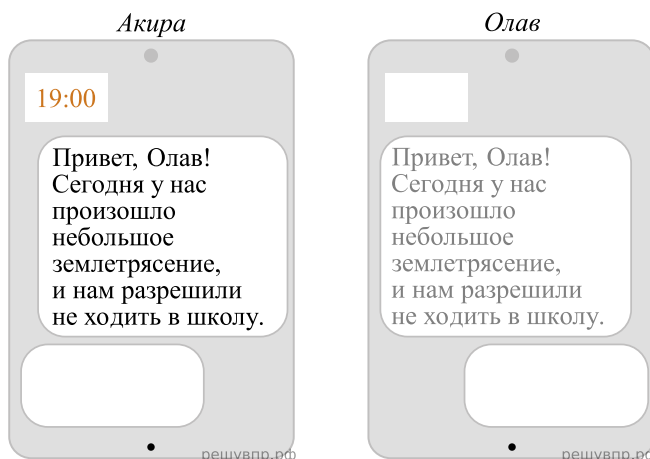 Акира
19:00
Привет, Олав!
Сегодня у нас
произошло
небольшое
землетрясение,
и нам разрешили
не ходить в школу.
решувпр.рф
Олав
Привет, Олав!
Сегодня у нас
произошло
небольшое
землетрясение,
и нам разрешили
не ходить в школу.
решувпр.рф